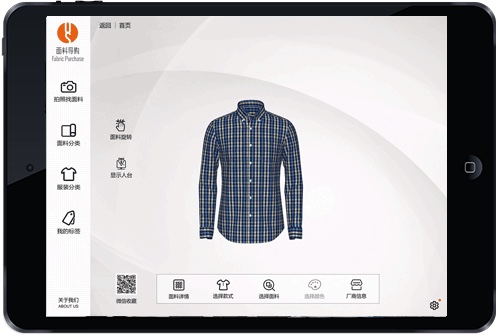 返回 | 首页
面料导购
Fabric Purchase
拍照找面料
面料分类
服装分类
我的标签
关于我们
ABOUT US
面料旋转
显示人台
微信收藏
面料详情
选择款式
选择面料
选择颜色
厂商信息